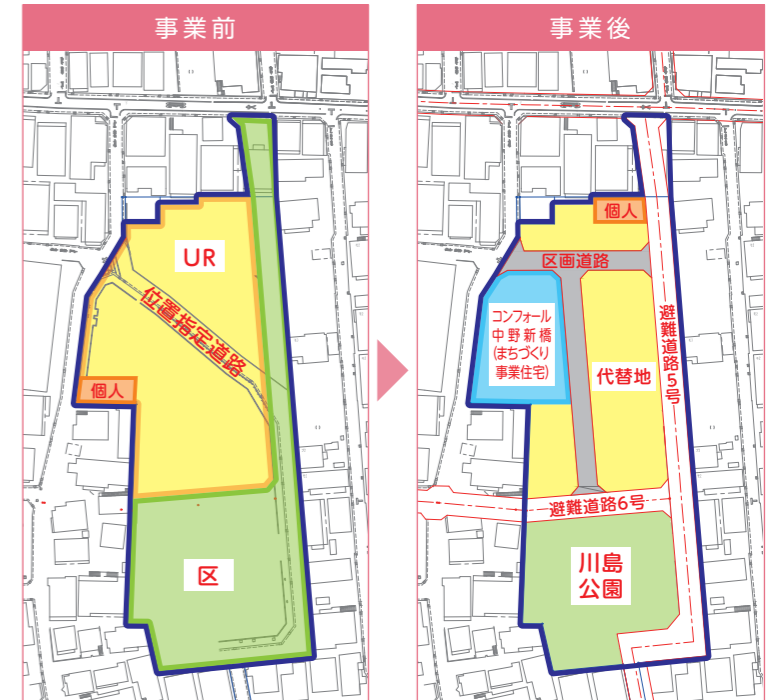 事業前
UR
位置指定道路
個人
区
事業後
個人
区画道路
コンフォール
中野新橋
(まちづくり
事業住宅)
代替地
避難道路5号
避難道路6号
川島
公園